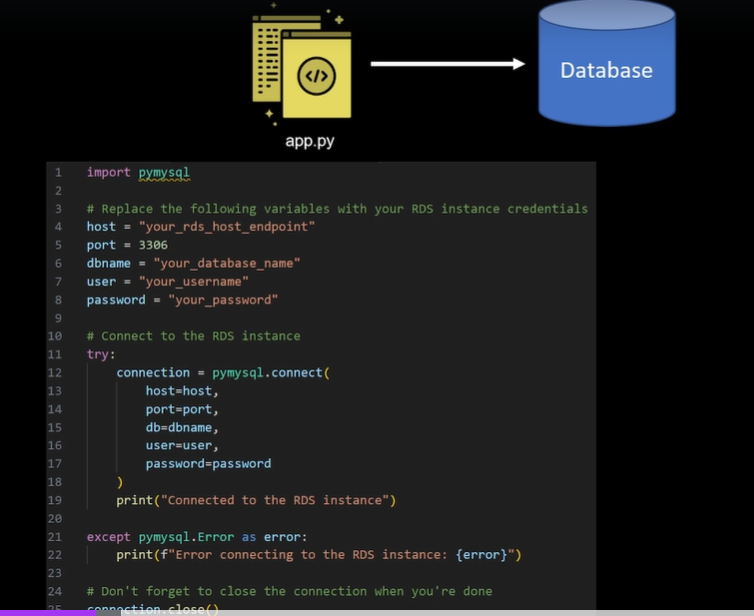 </>
Database
app.py
1 import pymysql
2
3 # Replace the following variables with your RDS instance credentials
4 host = "your_rds_host_endpoint"
5 port = 3306
6 dbname = "your_database_name"
7 user = "your_username"
8 password = "your_password"
9
10 # Connect to the RDS instance
11 try:
12     connection = pymysql.connect(
13         host=host,
14         port=port,
15         db=dbname,
16         user=user,
17         password=password
18     )
19     print("Connected to the RDS instance")
20
21 except pymysql.Error as error:
22     print(f"Error connecting to the RDS instance: {error}")
23
24 # Don't forget to close the connection when you're done
25 connection.close()